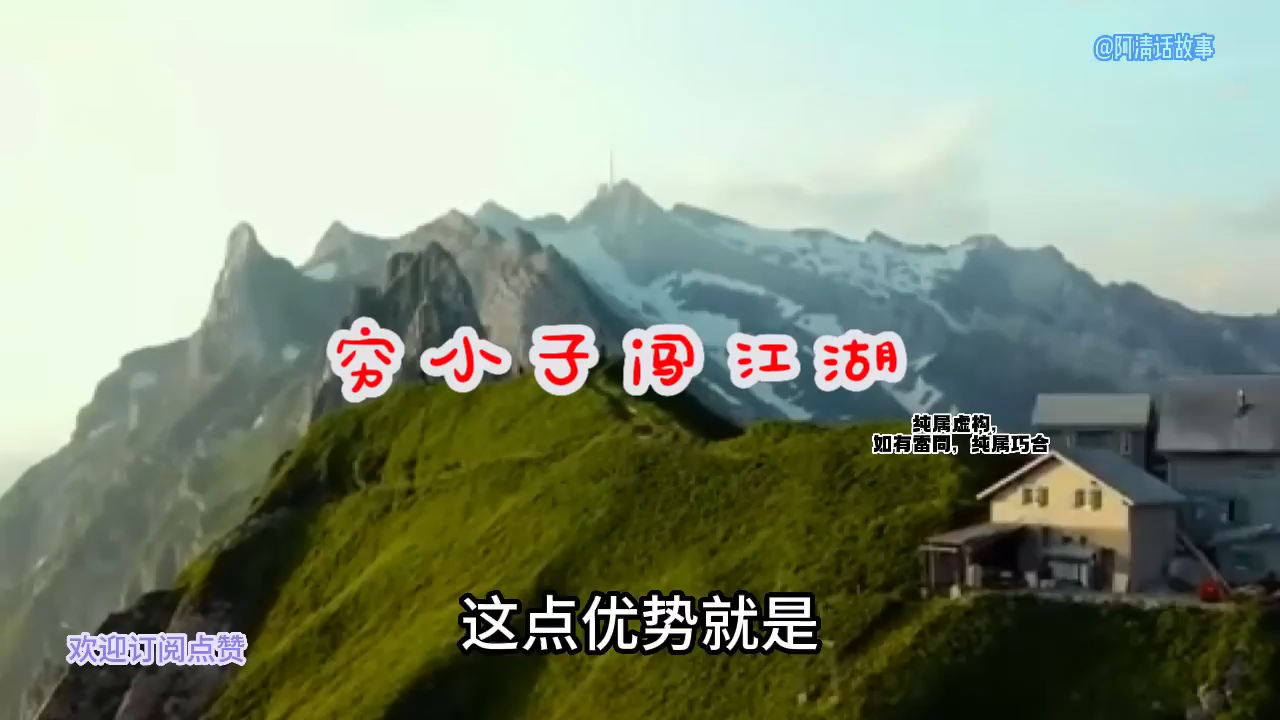 @阿清话故事
穷小子闯江湖
纯属虚构，
如有雷同，纯属巧合
这点优势就是
欢迎订阅点赞